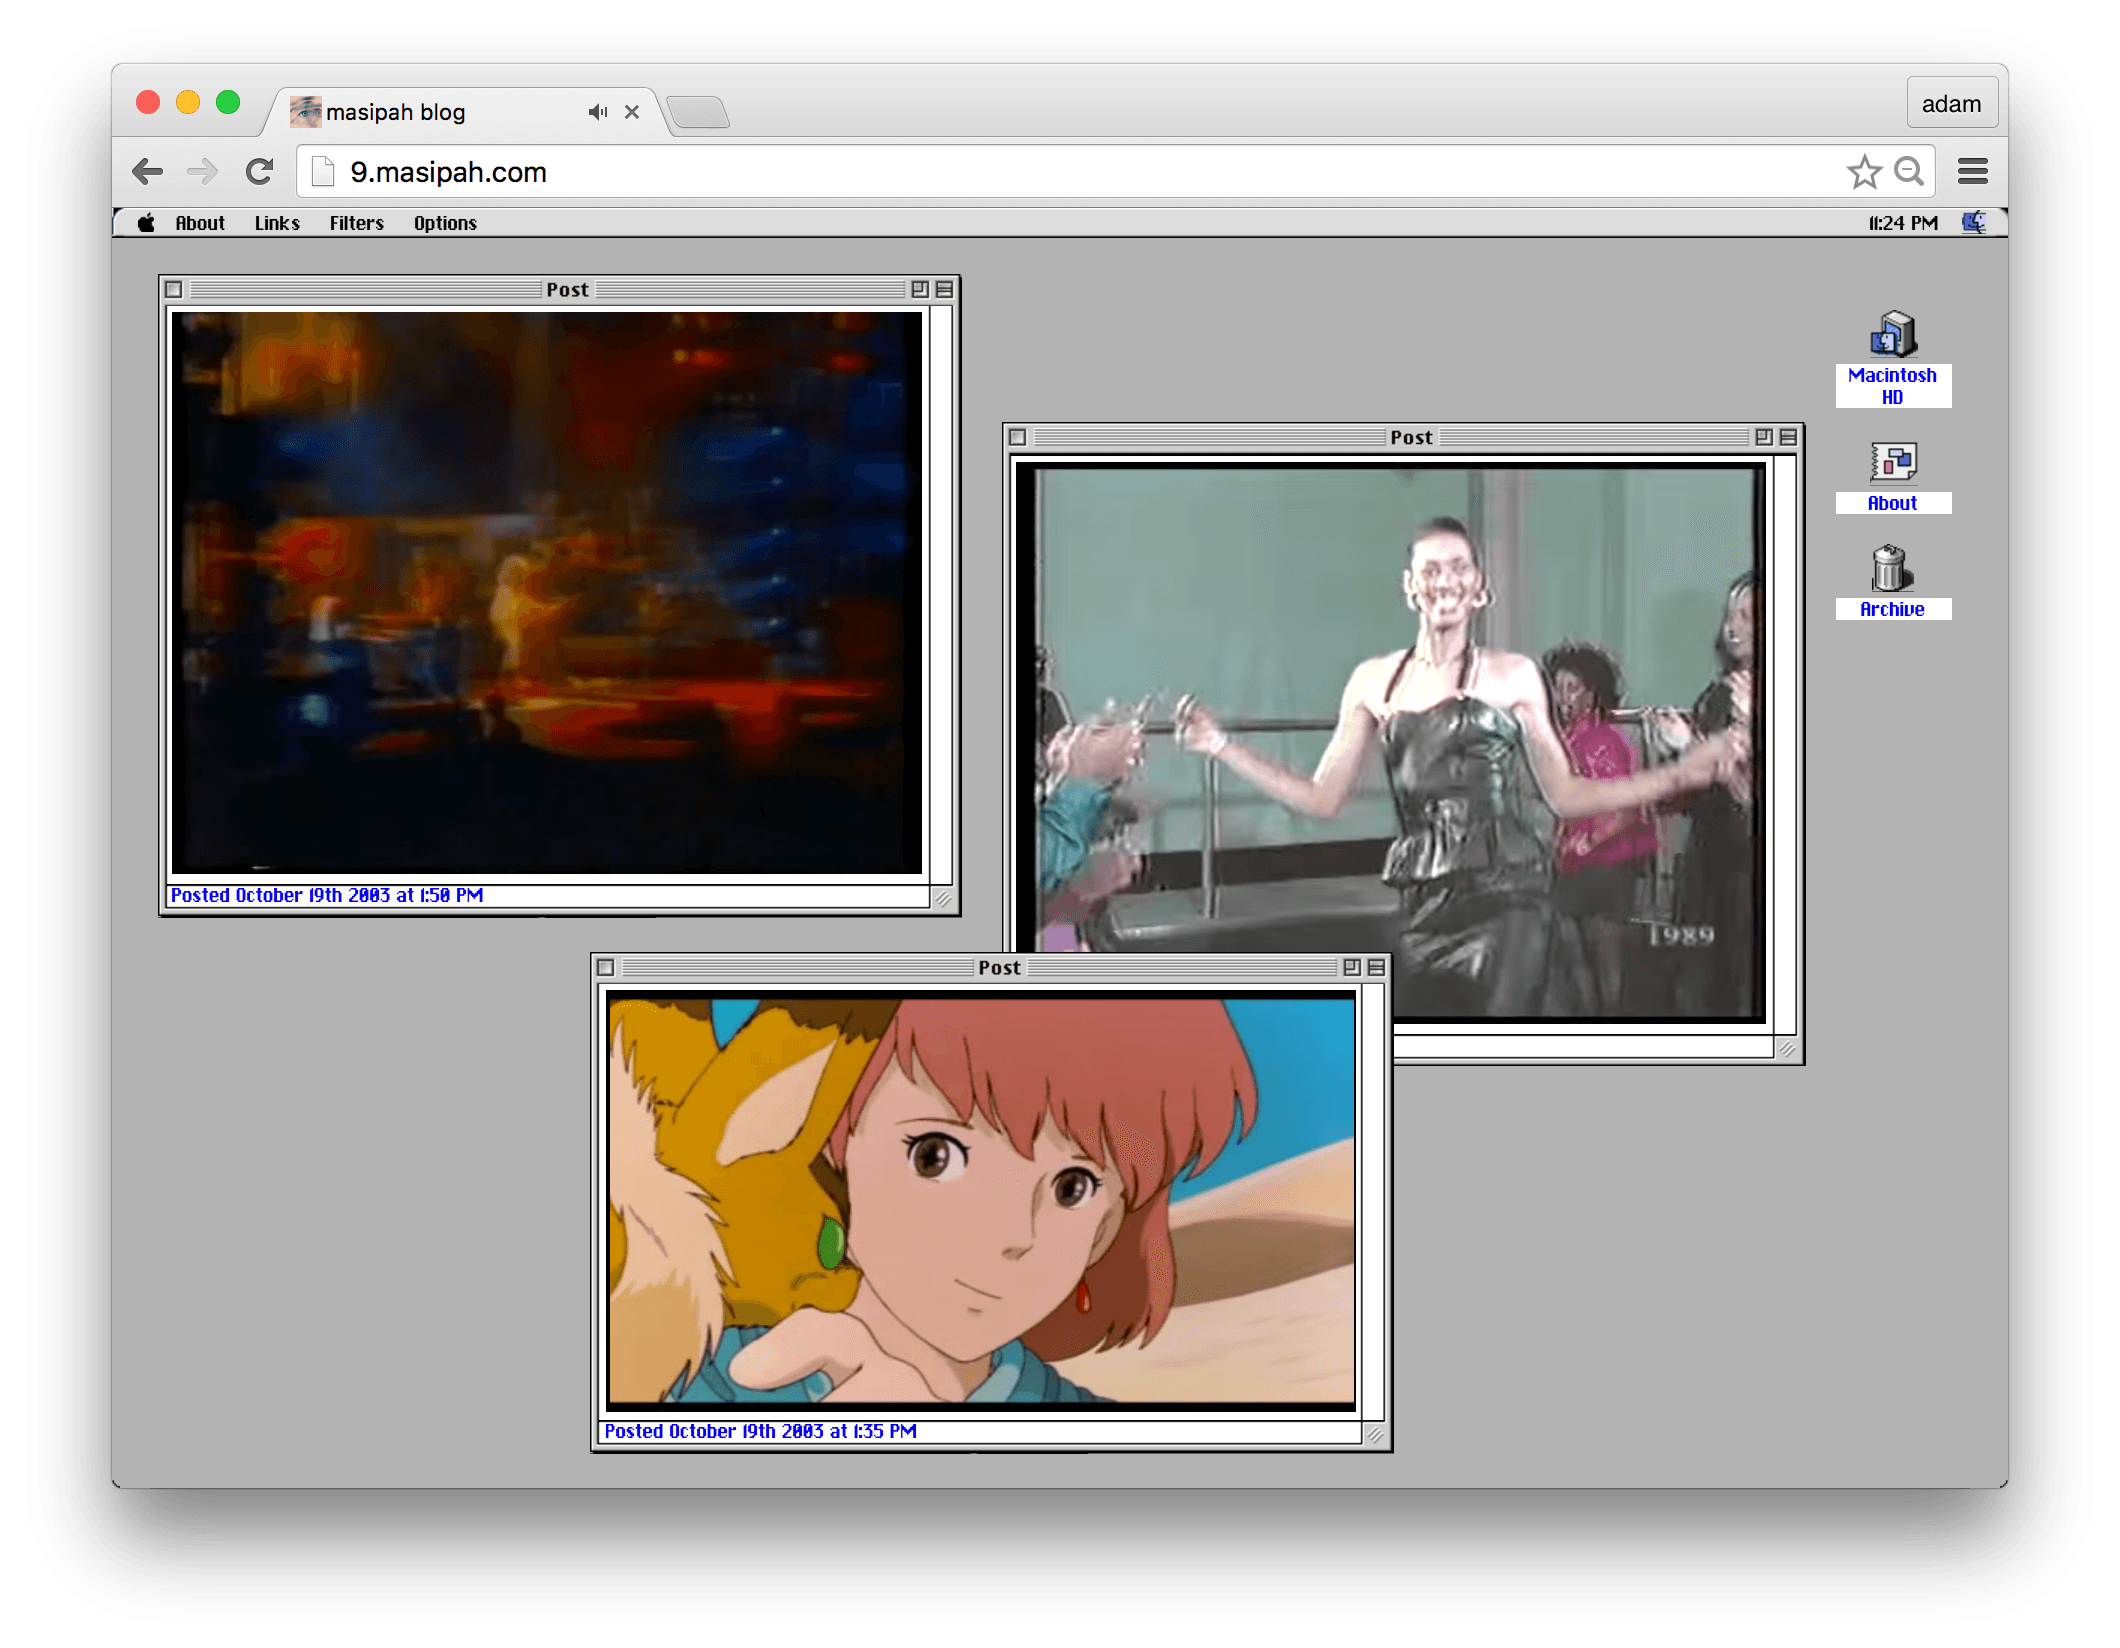 masipah blog
adam
9.masipah.com
About Links Filters Options 11:24 PM
Post
Posted October 19th 2003 at 1:50 PM
Post
1989
Post
Posted October 19th 2003 at 1:35 PM
Macintosh
HD
About
Archive